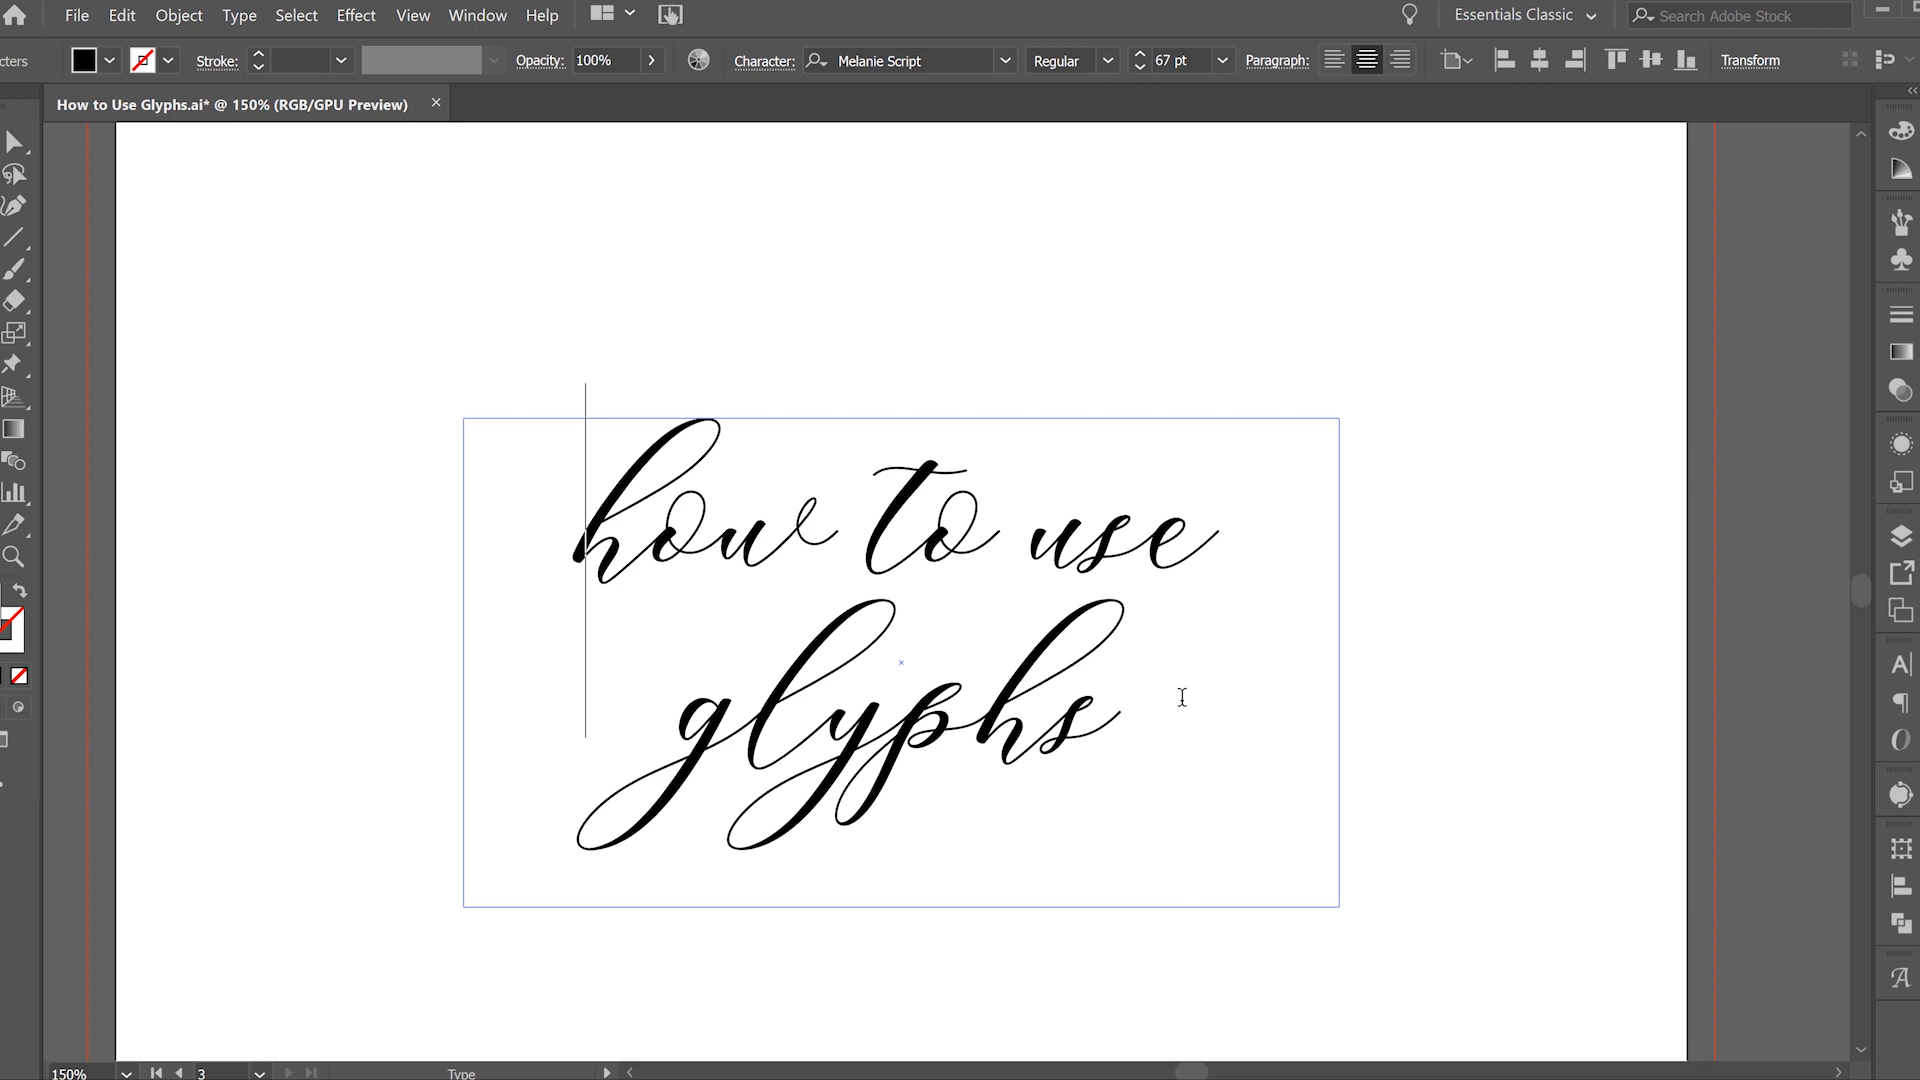 File Edit Object Type Select Effect View Window Help Essentials Classic Search Adobe Stock
cters Stroke: Opacity: 100% Character: Melanie Script Regular 67 pt Paragraph: Transform
How to Use Glyphs.ai* @ 150% (RGB/GPU Preview)
how to use
glyphs
150% 3 Type